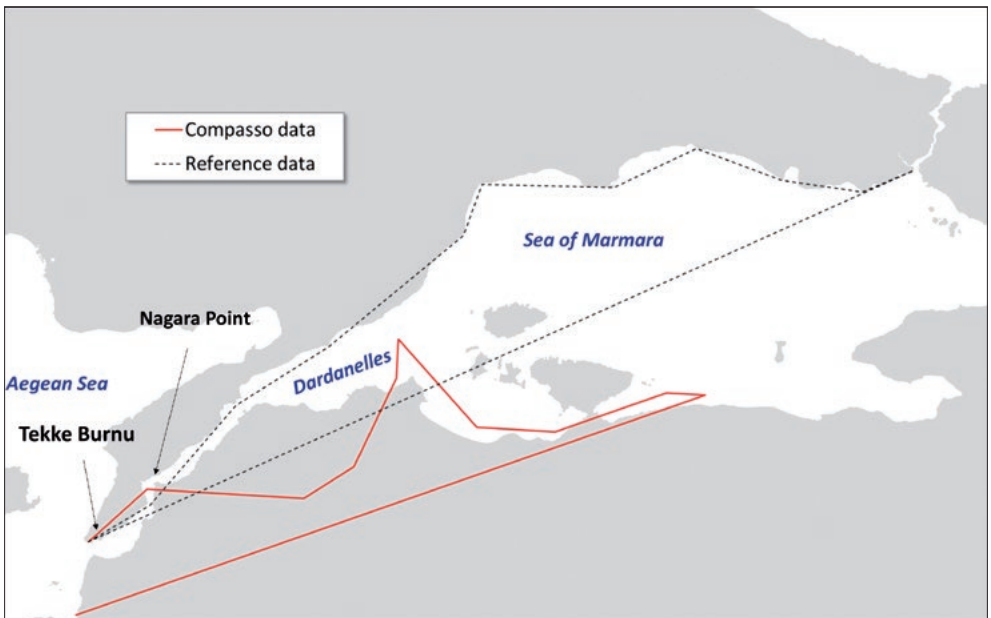 Compasso data
Reference data
Sea of Marmara
Nagara Point
Dardanelles
Aegean Sea
Tekke Burnu